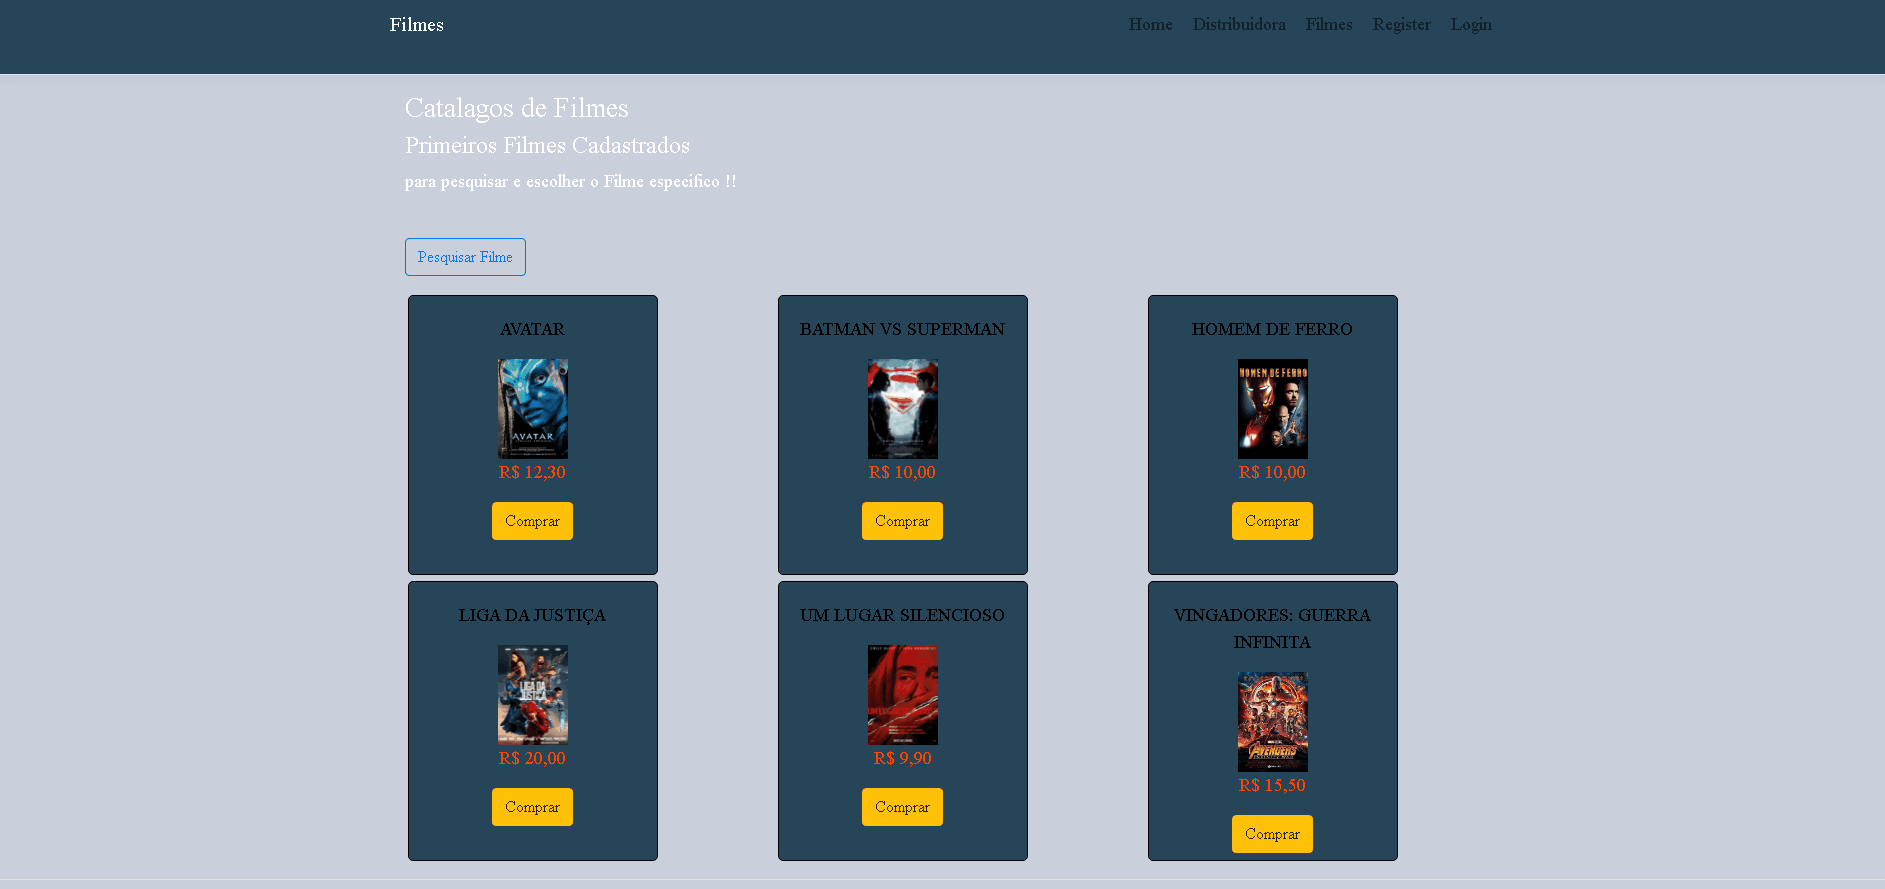 Filmes
Home Distribuidora Filmes Register Login
Catalagos de Filmes
Primeiros Filmes Cadastrados
para pesquisar e escolher o Filme especifico !!
Pesquisar Filme
AVATAR
AVATAR
R$ 12,30
Comprar
BATMAN VS SUPERMAN
R$ 10,00
Comprar
HOMEM DE FERRO
HOMEM DE FERRO
R$ 10,00
Comprar
LIGA DA JUSTIÇA
LIGA DA
JUSTIÇA
R$ 20,00
Comprar
UM LUGAR SILENCIOSO
R$ 9,90
Comprar
VINGADORES: GUERRA
INFINITA
AVENGERS
INFINITY WAR
R$ 15,50
Comprar